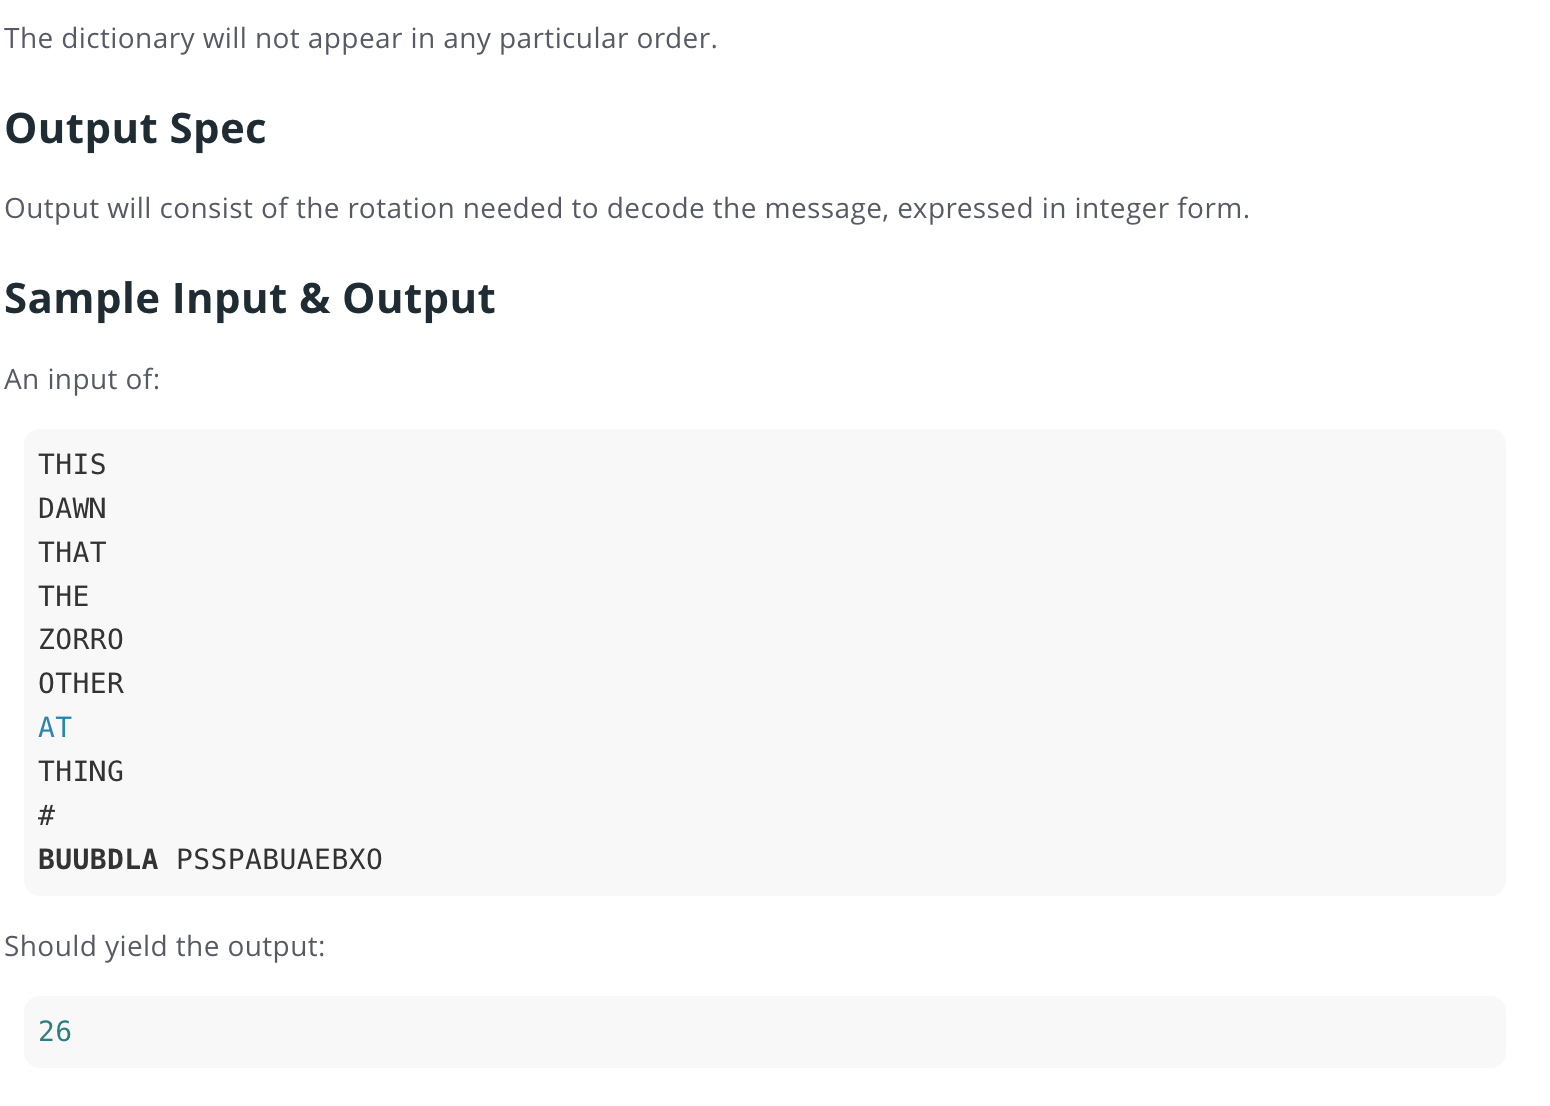 The dictionary will not appear in any particular order.
Output Spec
Output will consist of the rotation needed to decode the message, expressed in integer form.
Sample Input & Output
An input of:
THIS
DAWN
THAT
THE
ZORRO
OTHER
AT
THING
#
BUUBDLA PSSPABUAEBXO
Should yield the output:
26